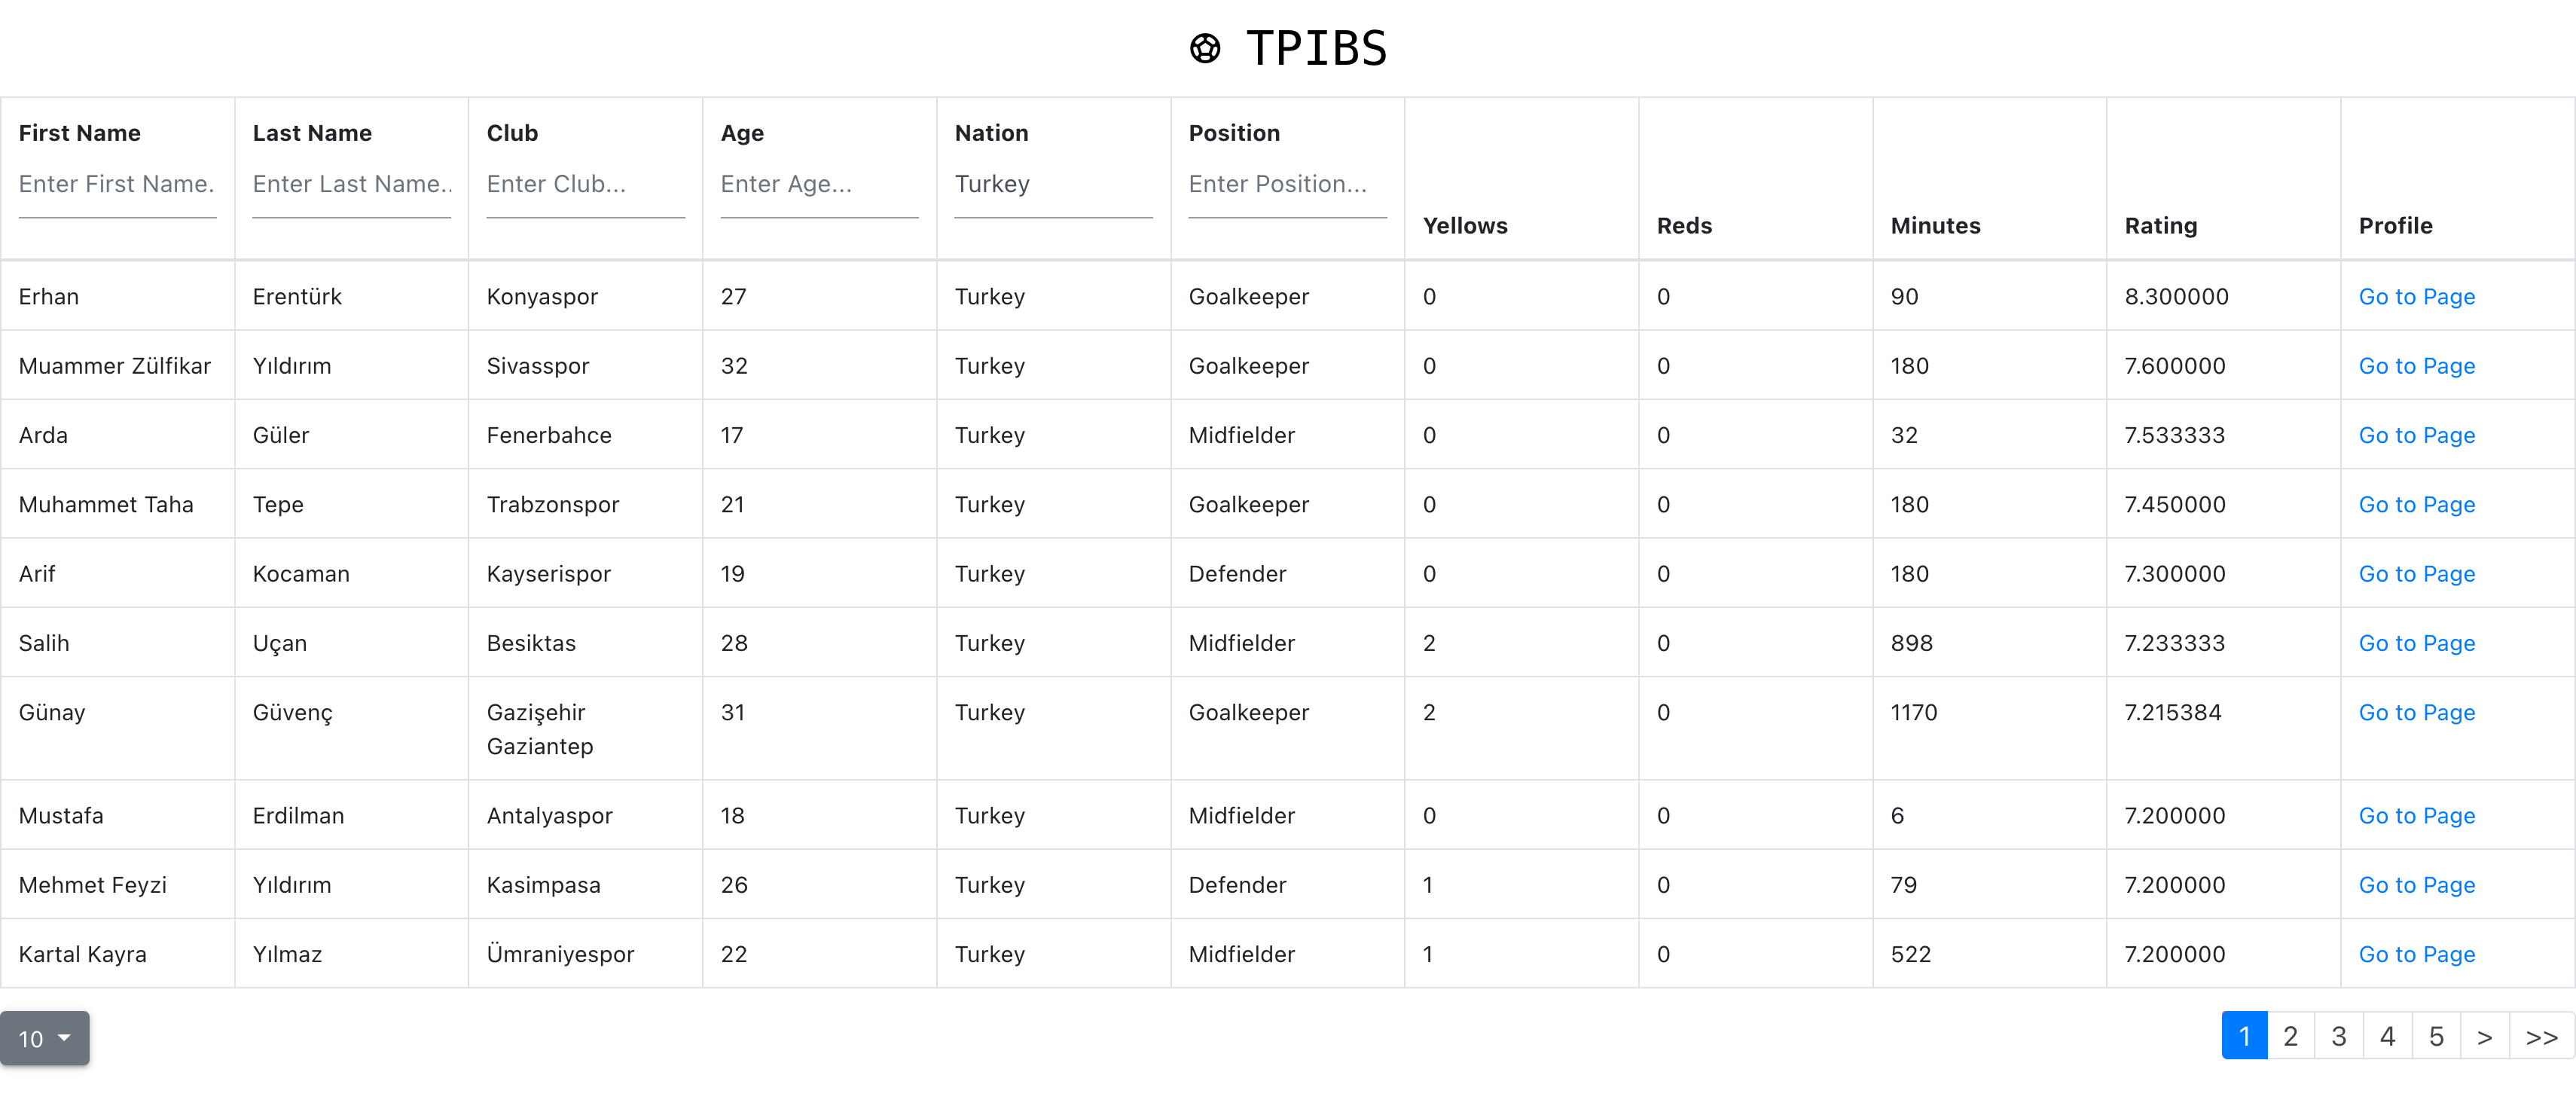 TPIBS
First Name Last Name Club Age Nation Position
Enter First Name. Enter Last Name.. Enter Club... Enter Age... Turkey Enter Position...
Yellows Reds Minutes Rating Profile
Erhan Erentürk Konyaspor 27 Turkey Goalkeeper 0 0 90 8.300000 Go to Page
Muammer Zülfikar Yıldırım Sivasspor 32 Turkey Goalkeeper 0 0 180 7.600000 Go to Page
Arda Güler Fenerbahce 17 Turkey Midfielder 0 0 32 7.533333 Go to Page
Muhammet Taha Tepe Trabzonspor 21 Turkey Goalkeeper 0 0 180 7.450000 Go to Page
Arif Kocaman Kayserispor 19 Turkey Defender 0 0 180 7.300000 Go to Page
Salih Uçan Besiktas 28 Turkey Midfielder 2 0 898 7.233333 Go to Page
Günay Güvenç Gazişehir 31 Turkey Goalkeeper 2 0 1170 7.215384 Go to Page
Gaziantep
Mustafa Erdilman Antalyaspor 18 Turkey Midfielder 0 0 6 7.200000 Go to Page
Mehmet Feyzi Yıldırım Kasimpasa 26 Turkey Defender 1 0 79 7.200000 Go to Page
Kartal Kayra Yılmaz Ümraniyespor 22 Turkey Midfielder 1 0 522 7.200000 Go to Page
10 1 2 3 4 5 > >>